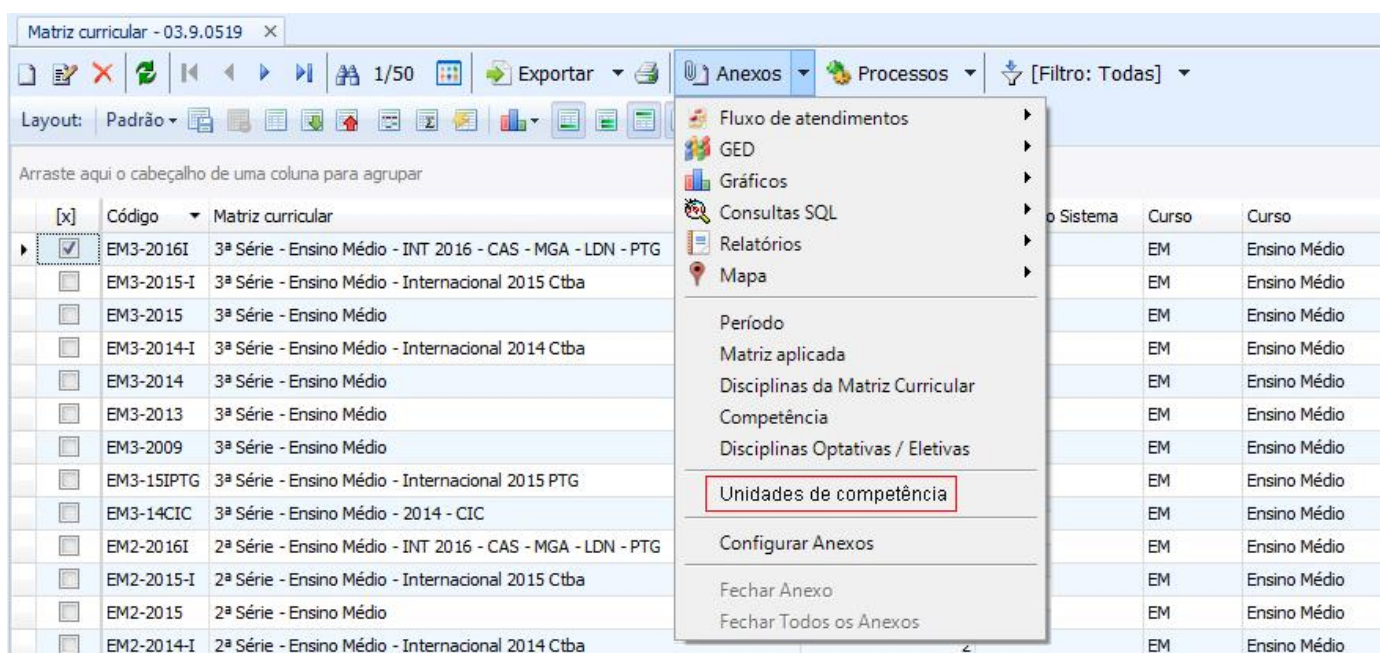 Matriz curricular - 03.9.0519
1/50 Exportar Anexos Processos [Filtro: Todas]
Layout: Padrão
Arraste aqui o cabeçalho de uma coluna para agrupar
[x] Código Matriz curricular o Sistema Curso Curso
EM3-2016I 3ª Série - Ensino Médio - INT 2016 - CAS - MGA - LDN - PTG EM Ensino Médio
EM3-2015-I 3ª Série - Ensino Médio - Internacional 2015 Ctba EM Ensino Médio
EM3-2015 3ª Série - Ensino Médio EM Ensino Médio
EM3-2014-I 3ª Série - Ensino Médio - Internacional 2014 Ctba EM Ensino Médio
EM3-2014 3ª Série - Ensino Médio EM Ensino Médio
EM3-2013 3ª Série - Ensino Médio EM Ensino Médio
EM3-2009 3ª Série - Ensino Médio EM Ensino Médio
EM3-15IPTG 3ª Série - Ensino Médio - Internacional 2015 PTG EM Ensino Médio
EM3-14CIC 3ª Série - Ensino Médio - 2014 - CIC EM Ensino Médio
EM2-2016I 2ª Série - Ensino Médio - INT 2016 - CAS - MGA - LDN - PTG EM Ensino Médio
EM2-2015-I 2ª Série - Ensino Médio - Internacional 2015 Ctba EM Ensino Médio
EM2-2015 2ª Série - Ensino Médio EM Ensino Médio
EM2-2014-I 2ª Série - Ensino Médio - Internacional 2014 Ctba 2 EM Ensino Médio
Fluxo de atendimentos
GED
Gráficos
Consultas SQL
Relatórios
Mapa
Período
Matriz aplicada
Disciplinas da Matriz Curricular
Competência
Disciplinas Optativas / Eletivas
Unidades de competência
Configurar Anexos
Fechar Anexo
Fechar Todos os Anexos